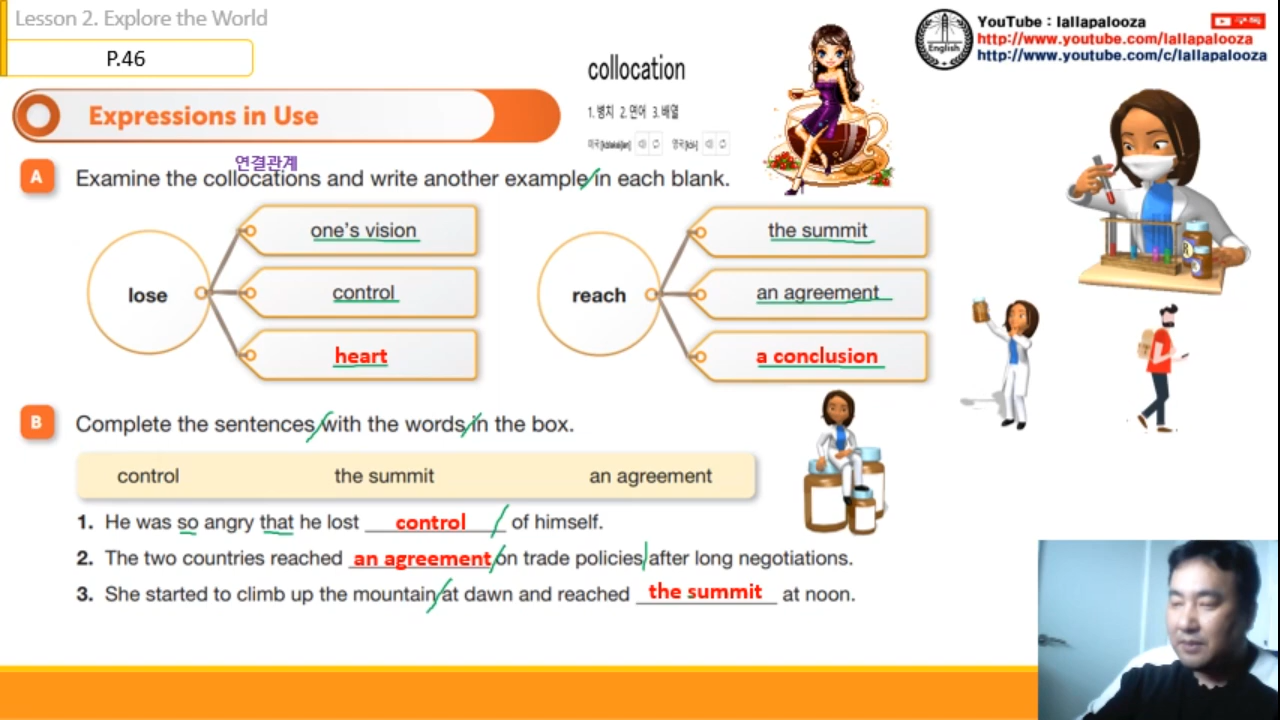 Lesson 2. Explore the World
P.46
YouTube : lallapalooza
http://www.youtube.com/lallapalooza
http://www.youtube.com/c/lallapalooza
English
collocation
1. 병치 2. 연어 3. 배열
Expressions in Use
연결관계
A Examine the collocations and write another example in each blank.
lose
one's vision
control
heart
reach
the summit
an agreement
a conclusion
B Complete the sentences with the words in the box.
control the summit an agreement
1. He was so angry that he lost control of himself.
2. The two countries reached an agreement on trade policies after long negotiations.
3. She started to climb up the mountain at dawn and reached the summit at noon.